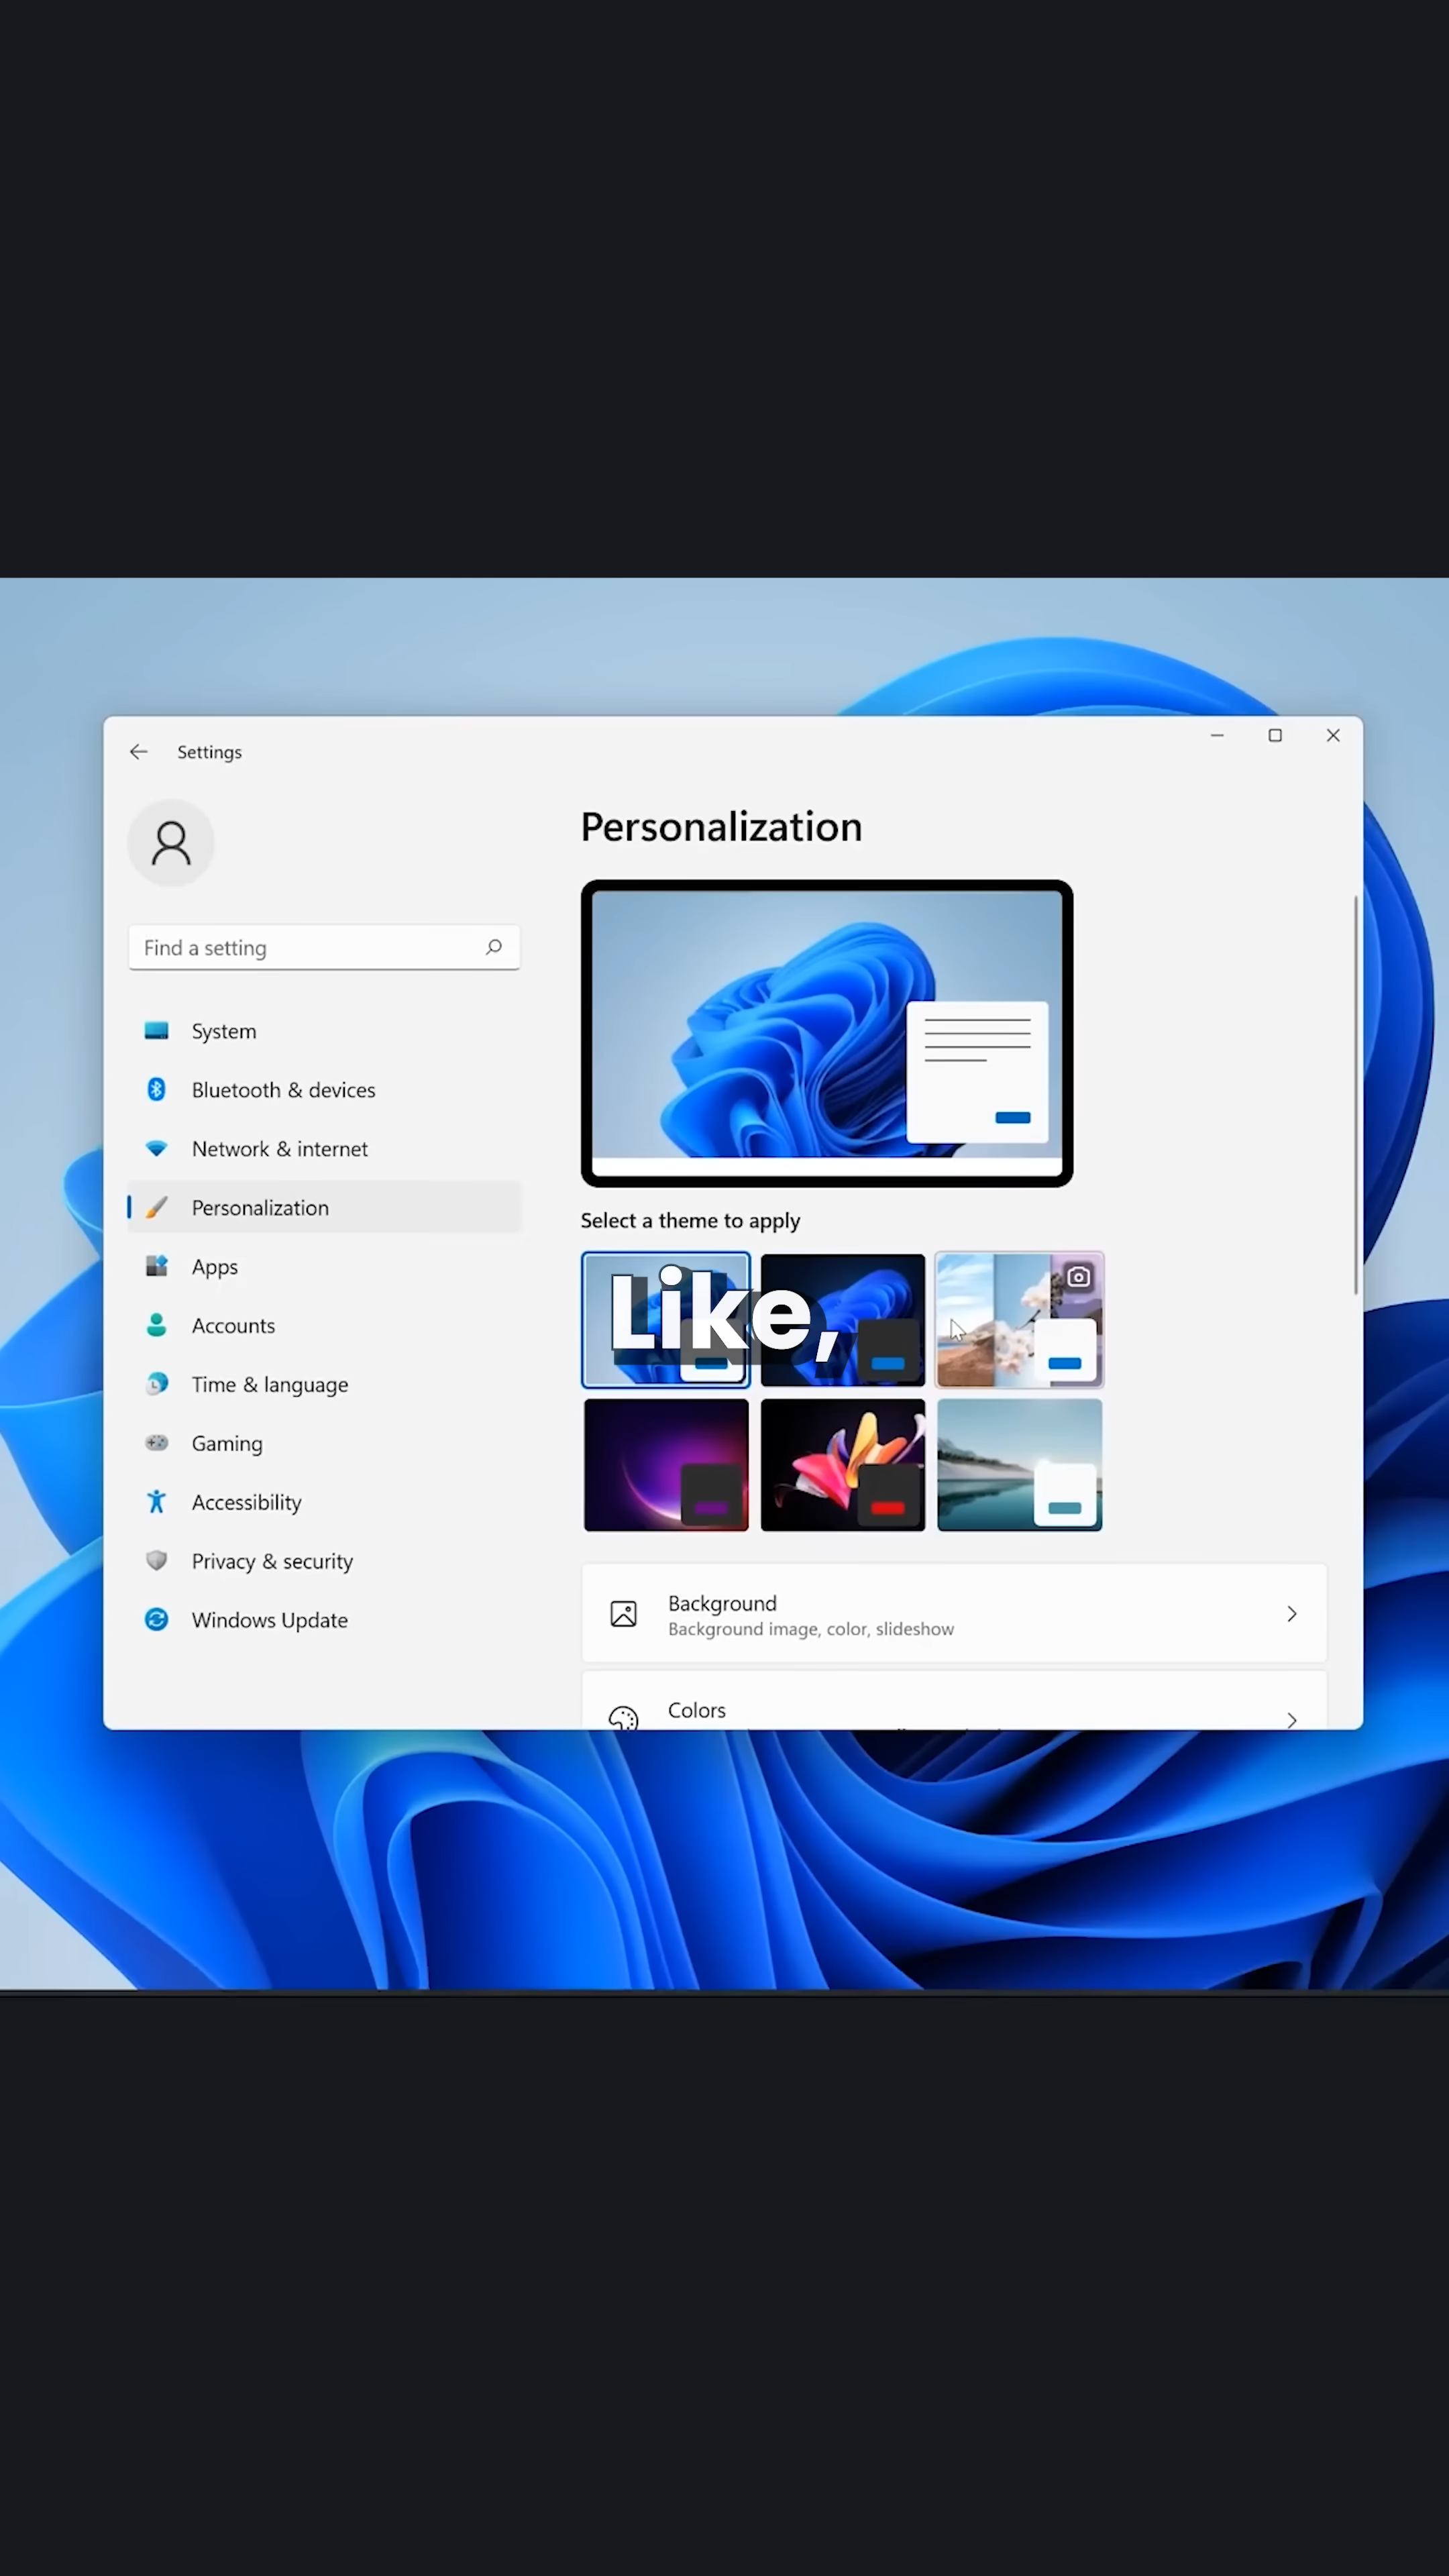 Settings
Find a setting
System
Bluetooth & devices
Network & internet
Personalization
Apps
Accounts
Time & language
Gaming
Accessibility
Privacy & security
Windows Update
Personalization
Select a theme to apply
Like,
Background
Background image, color, slideshow
Colors